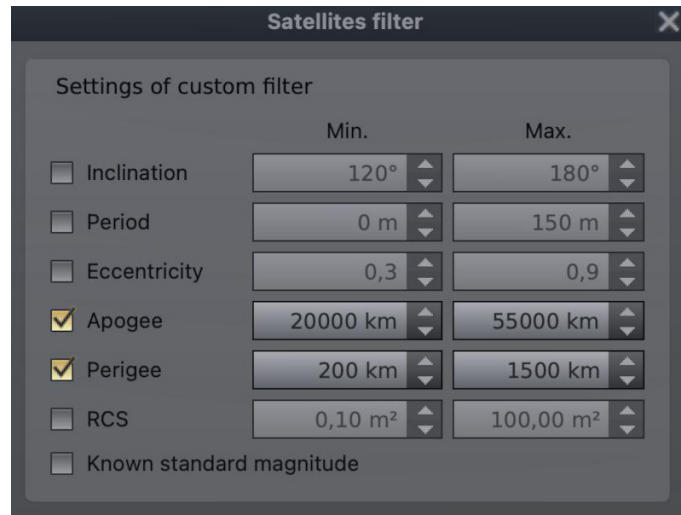 Satellites filter
Settings of custom filter
Min. Max.
Inclination 120° 180°
Period 0 m 150 m
Eccentricity 0,3 0,9
Apogee 20000 km 55000 km
Perigee 200 km 1500 km
RCS 0,10 m² 100,00 m²
Known standard magnitude